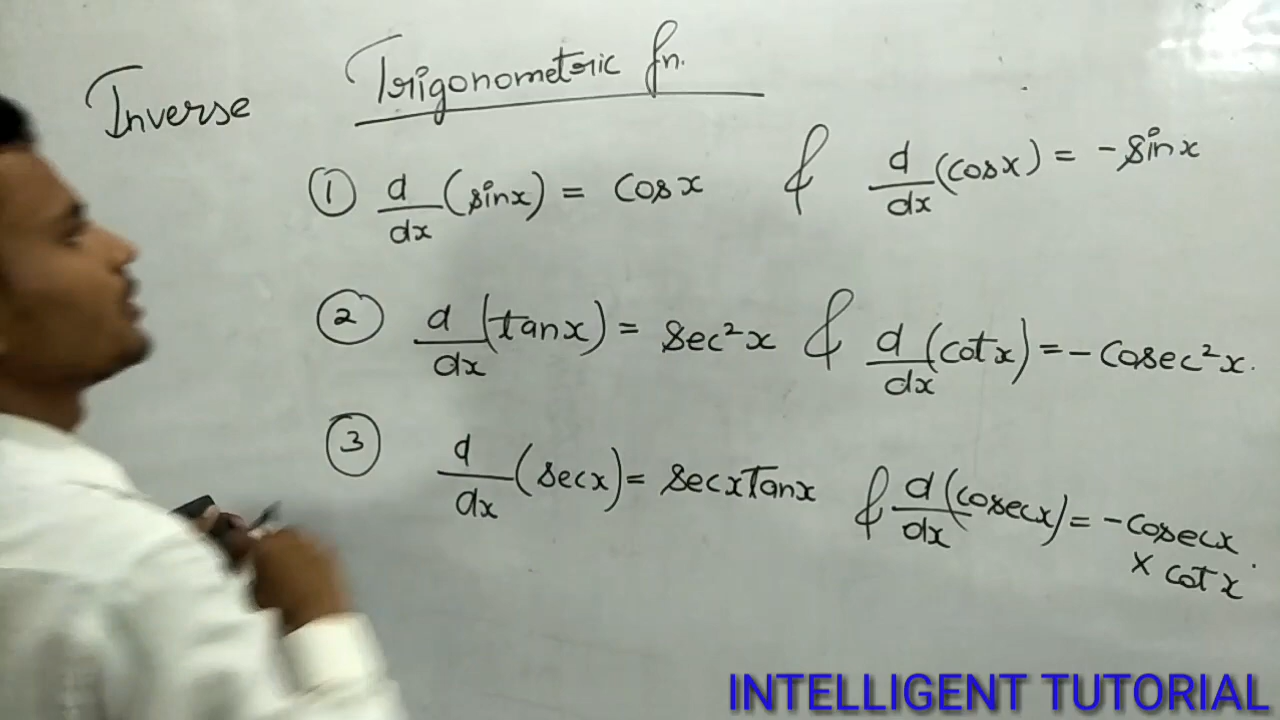 Inverse Trigonometric fn.
① d/dx (sinx) = cosx & d/dx (cosx) = -sinx
② d/dx (tanx) = sec²x & d/dx (cotx) = -cosec²x.
③ d/dx (secx) = secxTanx & d/dx (cosecx) = -cosecx
× cotx
INTELLIGENT TUTORIAL